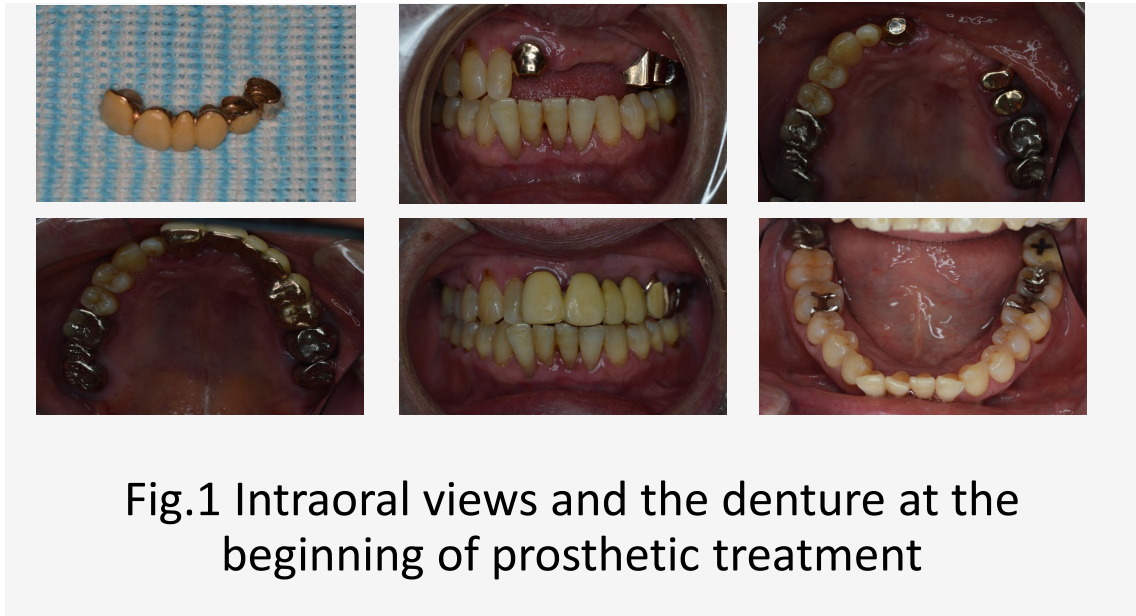 Fig.1 Intraoral views and the denture at the
beginning of prosthetic treatment